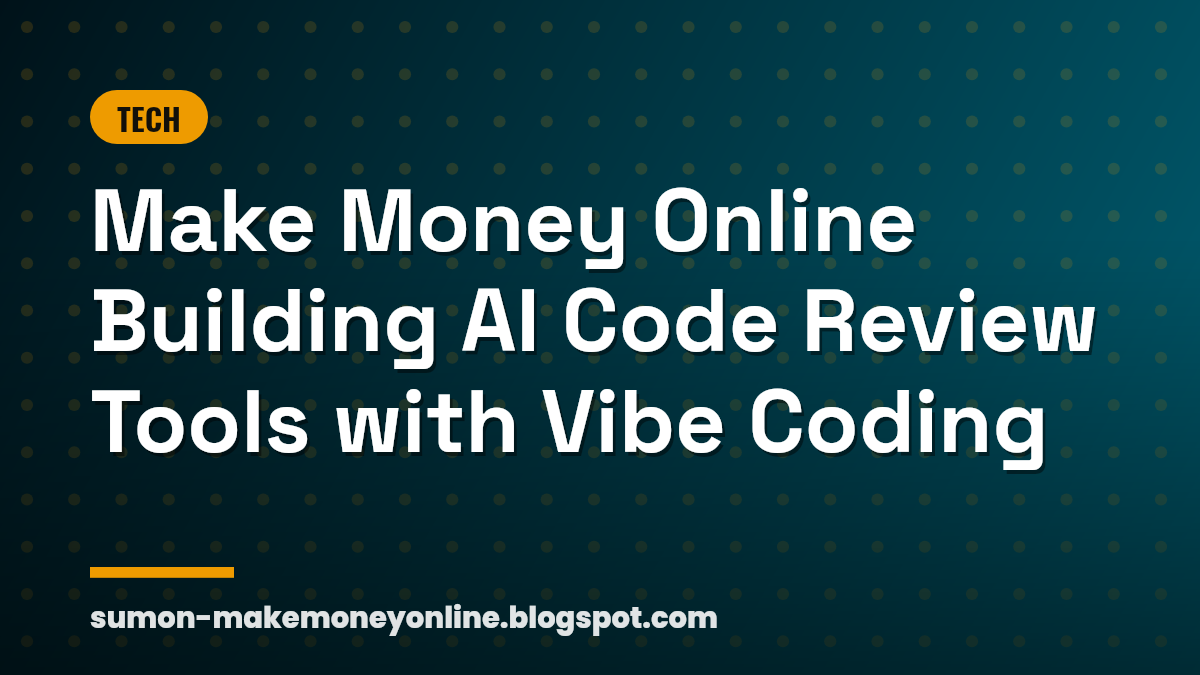 TECH
Make Money Online
Building AI Code Review
Tools with Vibe Coding
sumon-makemoneyonline.blogspot.com